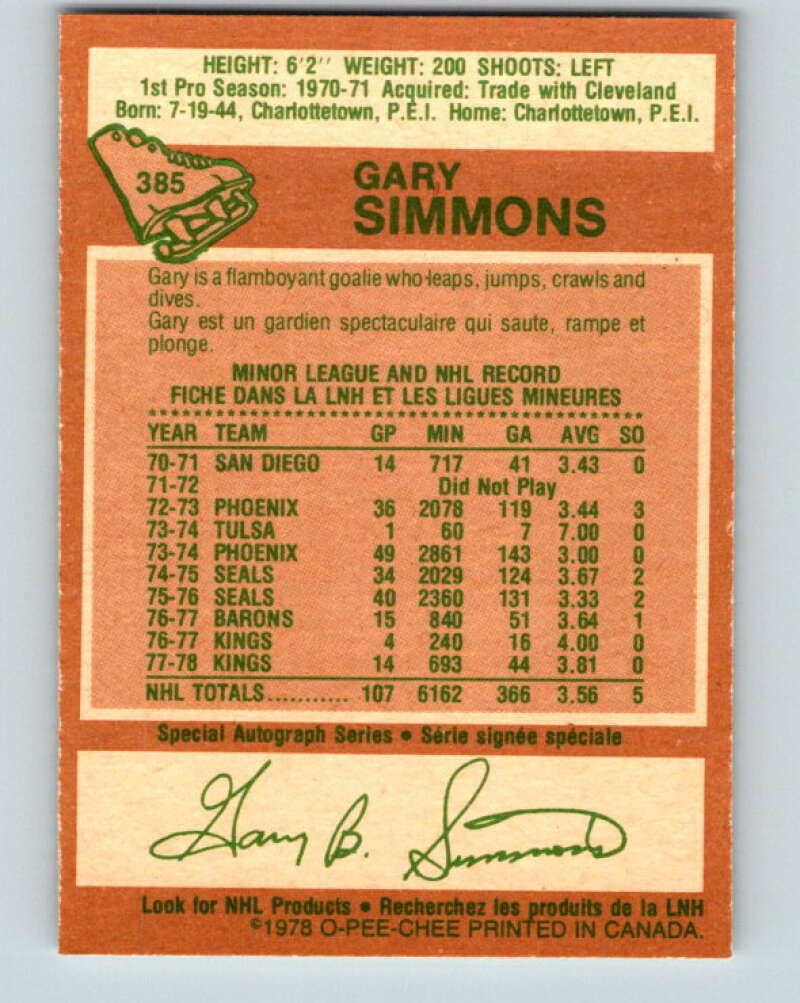 HEIGHT: 6'2'' WEIGHT: 200 SHOOTS: LEFT
1st Pro Season: 1970-71 Acquired: Trade with Cleveland
Born: 7-19-44, Charlottetown, P.E.I. Home: Charlottetown, P.E.I.
385
GARY
SIMMONS
Gary is a flamboyant goalie who leaps, jumps, crawls and
dives.
Gary est un gardien spectaculaire qui saute, rampe et
plonge.
MINOR LEAGUE AND NHL RECORD
FICHE DANS LA LNH ET LES LIGUES MINEURES
YEAR TEAM GP MIN GA AVG SO
70-71 SAN DIEGO 14 717 41 3.43 0
71-72 Did Not Play
72-73 PHOENIX 36 2078 119 3.44 3
73-74 TULSA 1 60 7 7.00 0
73-74 PHOENIX 49 2861 143 3.00 0
74-75 SEALS 34 2029 124 3.67 2
75-76 SEALS 40 2360 131 3.33 2
76-77 BARONS 15 840 51 3.64 1
76-77 KINGS 4 240 16 4.00 0
77-78 KINGS 14 693 44 3.81 0
NHL TOTALS........... 107 6162 366 3.56 5
Special Autograph Series • Série signée spéciale
Gary B. Simmons
Look for NHL Products • Recherchez les produits de la LNH
©1978 O-PEE-CHEE PRINTED IN CANADA.